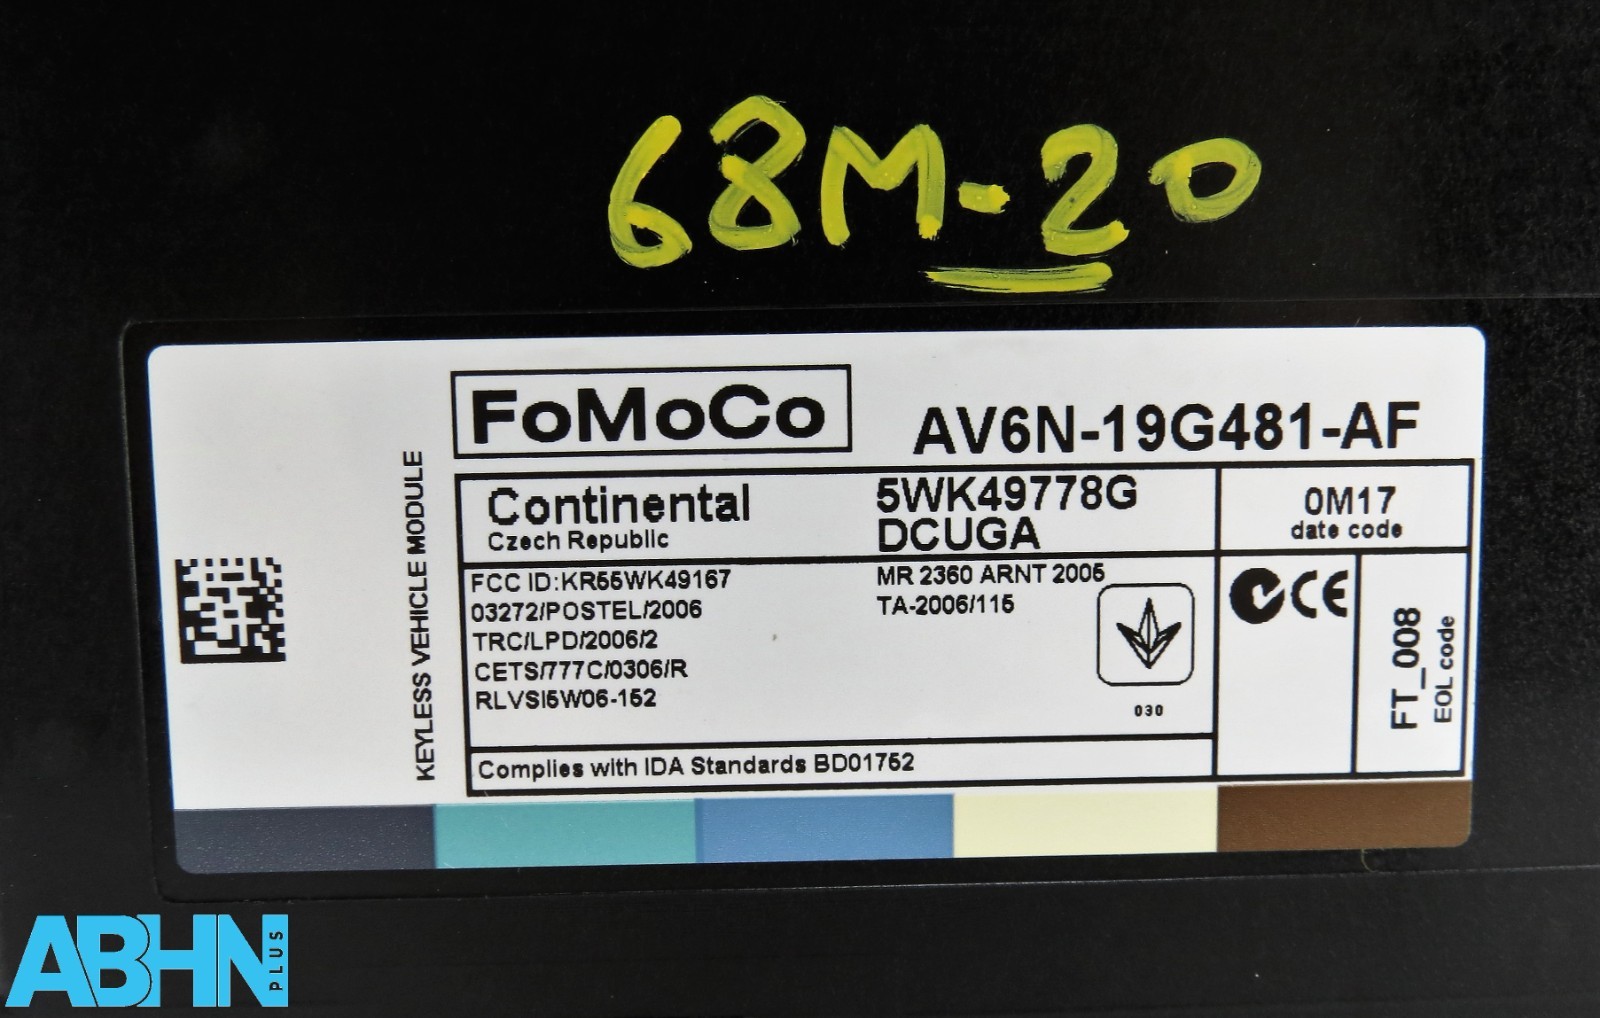 68M-20
FoMoCo
AV6N-19G481-AF
KEYLESS VEHICLE MODULE
Continental
Czech Republic
5WK49778G
DCUGA
0M17
date code
FCC ID:KR55WK49167
03272/POSTEL/2006
TRC/LPD/2006/2
CETS/777C/0306/R
RLVSI5W06-152
MR 2360 ARNT 2005
TA-2006/115
030
CE
FT_008
EOL code
Complies with IDA Standards BD01752
ABHN
PLUS